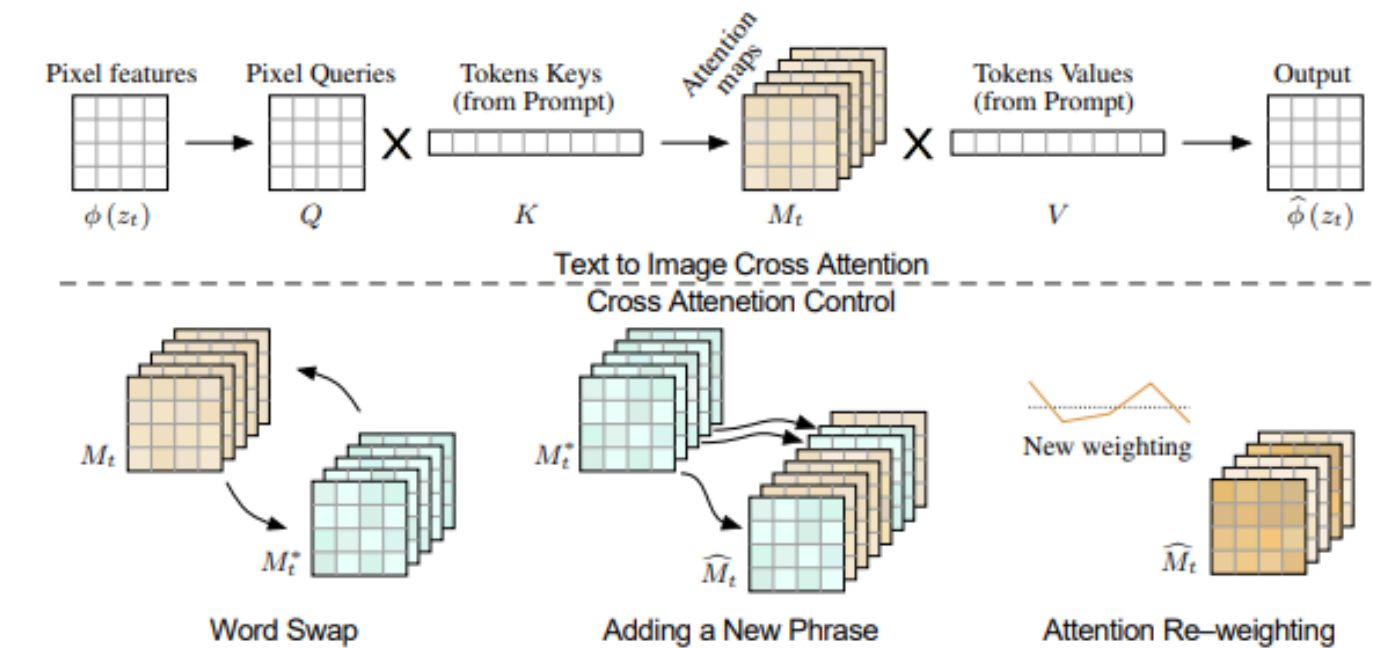 Pixel features
Pixel Queries
Tokens Keys
(from Prompt)
Attention
maps
Tokens Values
(from Prompt)
Output
ϕ (z_t)
Q
X
K
M_t
X
V
ϕ̂ (z_t)
Text to Image Cross Attention
Cross Attenetion Control
M_t
M_t^*
Word Swap
M_t^*
M̂_t
Adding a New Phrase
New weighting
M̂_t
Attention Re–weighting